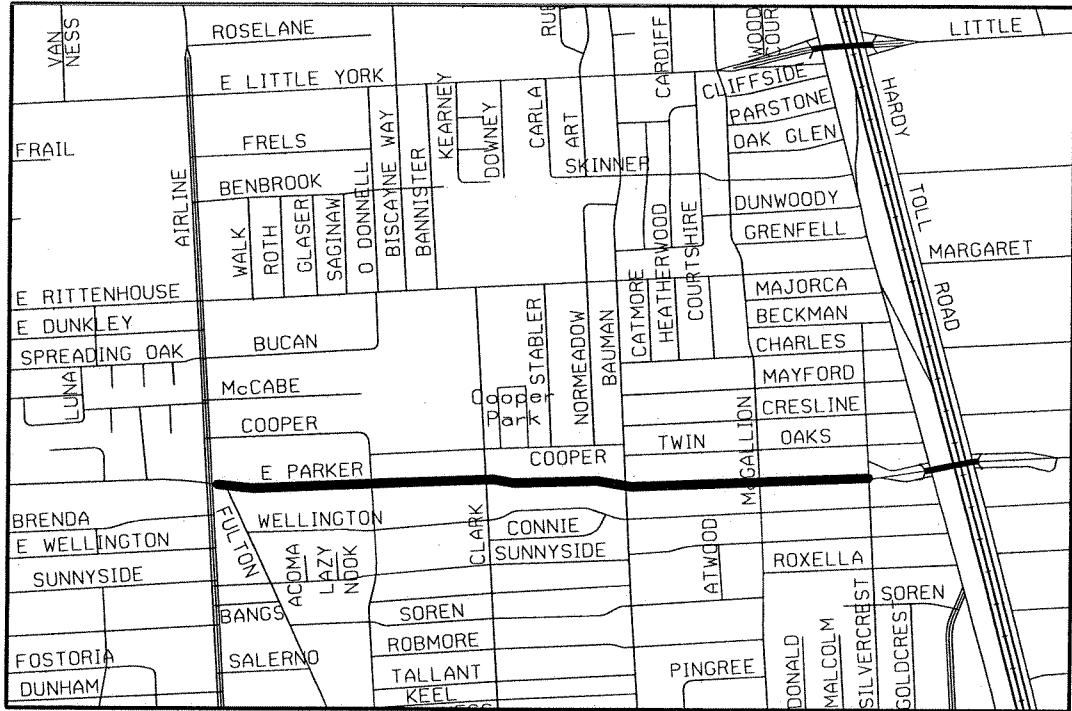 VAN
NESS
ROSELANE
RUE
CARDIFF
WOOD
COUR
LITTLE
E LITTLE YORK
CLIFFSIDE
PARSTONE
OAK GLEN
HARDY
TOLL
ROAD
FRAIL
FRELS
BENBROOK
AIRLINE
WALK
ROTH
GLASER
SAGINAW
O DONNELL
BISCAYNE WAY
BANNISTER
KEARNEY
DOWNEY
CARLA
ART
SKINNER
DUNWOODY
GRENFELL
MARGARET
CATMORE
HEATHERWOOD
COURTSHIRE
E RITTENHOUSE
E DUNKLEY
SPREADING OAK
LUNA
BUCAN
McCABE
COOPER
Cooper
Park
STABLER
NORMEADOW
BAUMAN
MAJORCA
BECKMAN
CHARLES
MAYFORD
CRESLINE
TWIN OAKS
McGALLION
COOPER
E PARKER
BRENDA
E WELLINGTON
SUNNYSIDE
FULTON
WELLINGTON
CLARK
CONNIE
SUNNYSIDE
ATWOOD
ROXELLA
ACOMA
LAZY
NOOK
BANGS
SOREN
SOREN
ROBMORE
SALERNO
TALLANT
KEEL
PINGREE
FOSTORIA
DUNHAM
DONALD
MALCOLM
SILVERCREST
GOLDCREST